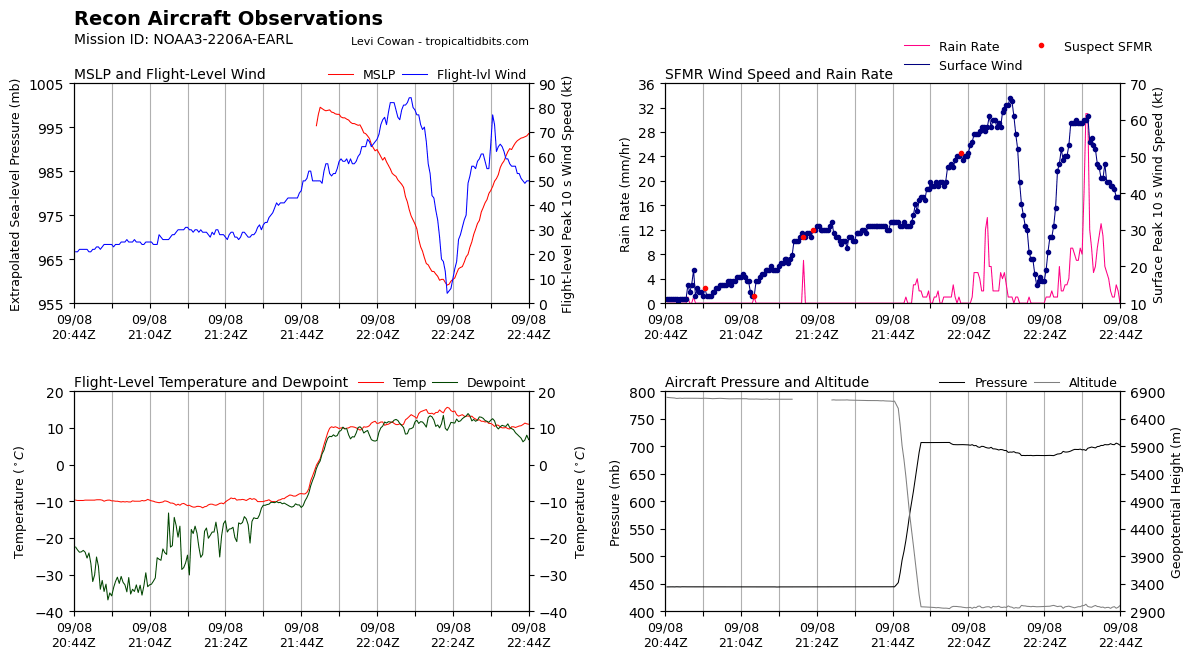 Recon Aircraft Observations
Mission ID: NOAA3-2206A-EARL
Levi Cowan - tropicaltidbits.com
MSLP and Flight-Level Wind
MSLP
Flight-lvl Wind
Extrapolated Sea-level Pressure (mb)
1005
995
985
975
965
955
90
80
70
60
50
40
30
20
10
0
Flight-level Peak 10 s Wind Speed (kt)
09/08 09/08 09/08 09/08 09/08 09/08 09/08
20:44Z 21:04Z 21:24Z 21:44Z 22:04Z 22:24Z 22:44Z
Rain Rate
Suspect SFMR
Surface Wind
SFMR Wind Speed and Rain Rate
Rain Rate (mm/hr)
36
32
28
24
20
16
12
8
4
0
70
60
50
40
30
20
10
Surface Peak 10 s Wind Speed (kt)
09/08 09/08 09/08 09/08 09/08 09/08 09/08
20:44Z 21:04Z 21:24Z 21:44Z 22:04Z 22:24Z 22:44Z
Flight-Level Temperature and Dewpoint
Temp
Dewpoint
Temperature (°C)
20
10
0
−10
−20
−30
−40
20
10
0
−10
−20
−30
−40
Temperature (°C)
09/08 09/08 09/08 09/08 09/08 09/08 09/08
20:44Z 21:04Z 21:24Z 21:44Z 22:04Z 22:24Z 22:44Z
Aircraft Pressure and Altitude
Pressure
Altitude
Pressure (mb)
800
750
700
650
600
550
500
450
400
6900
6400
5900
5400
4900
4400
3900
3400
2900
Geopotential Height (m)
09/08 09/08 09/08 09/08 09/08 09/08 09/08
20:44Z 21:04Z 21:24Z 21:44Z 22:04Z 22:24Z 22:44Z